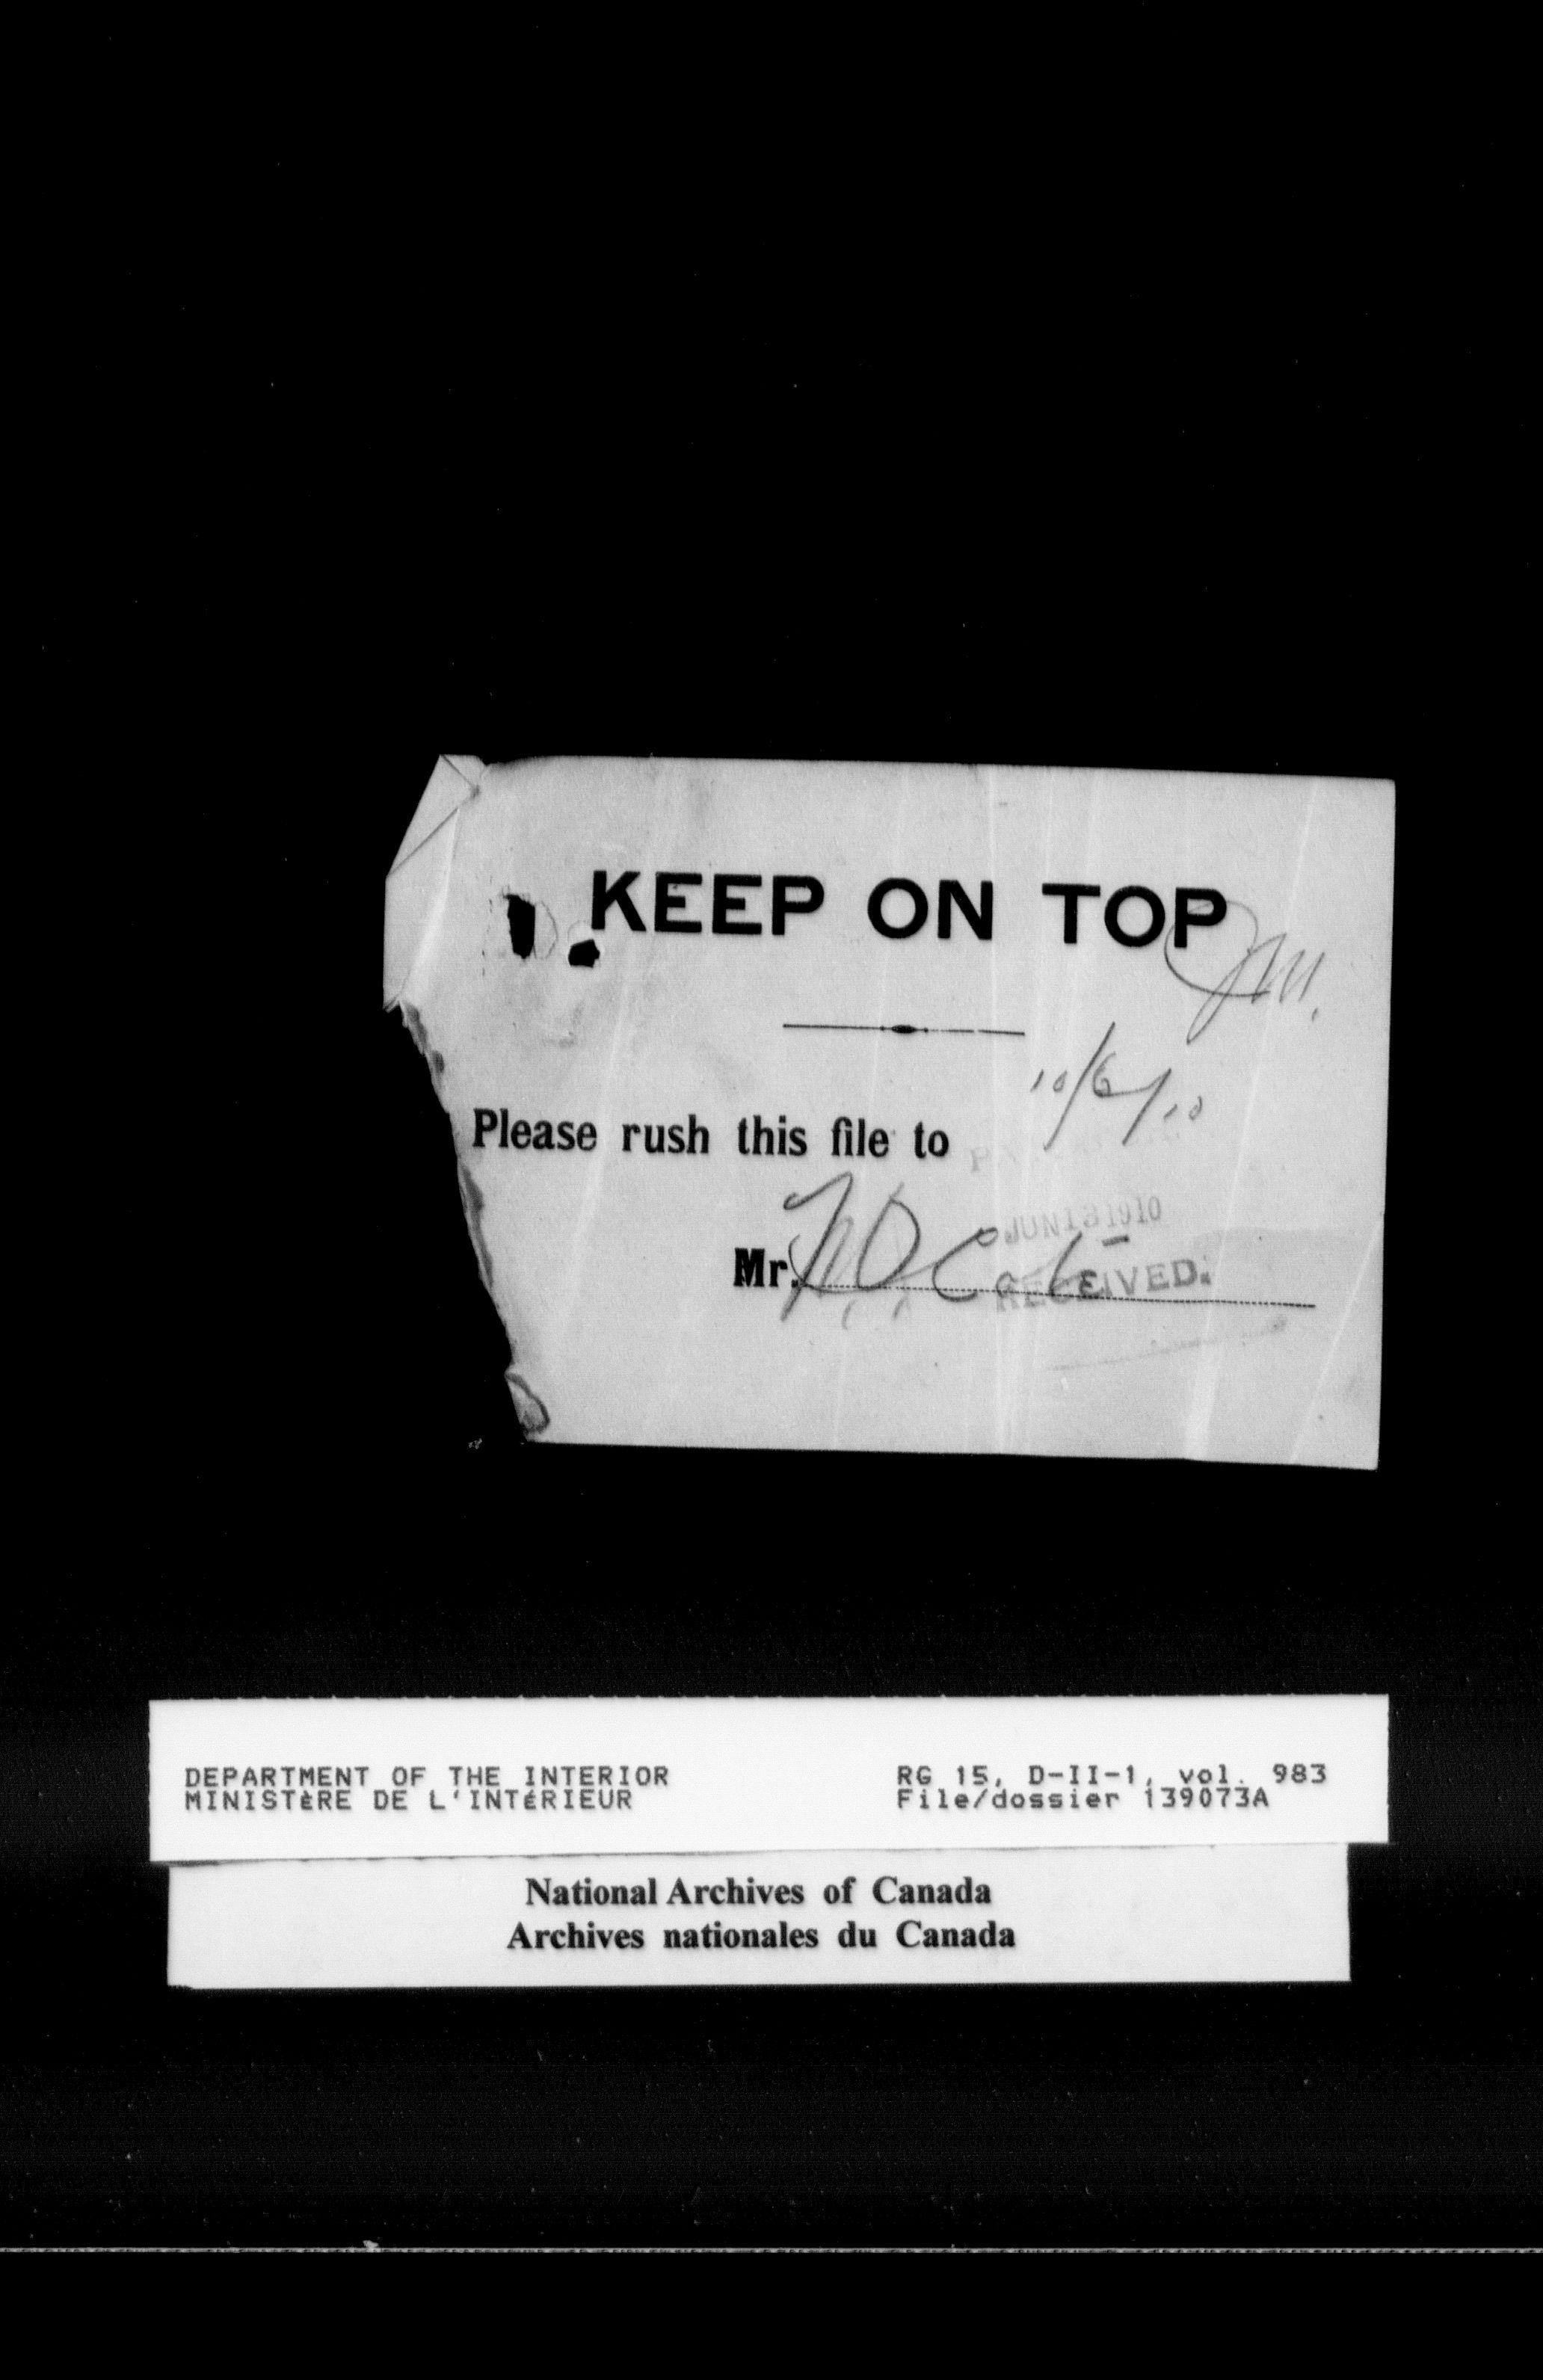 KEEP ON TOP
10/6/10
Please rush this file to
JUN 13 1910
Mr.
RECEIVED.
DEPARTMENT OF THE INTERIOR
MINISTÈRE DE L'INTÉRIEUR
RG 15, D-II-1, vol. 983
File/dossier 139073A
National Archives of Canada
Archives nationales du Canada